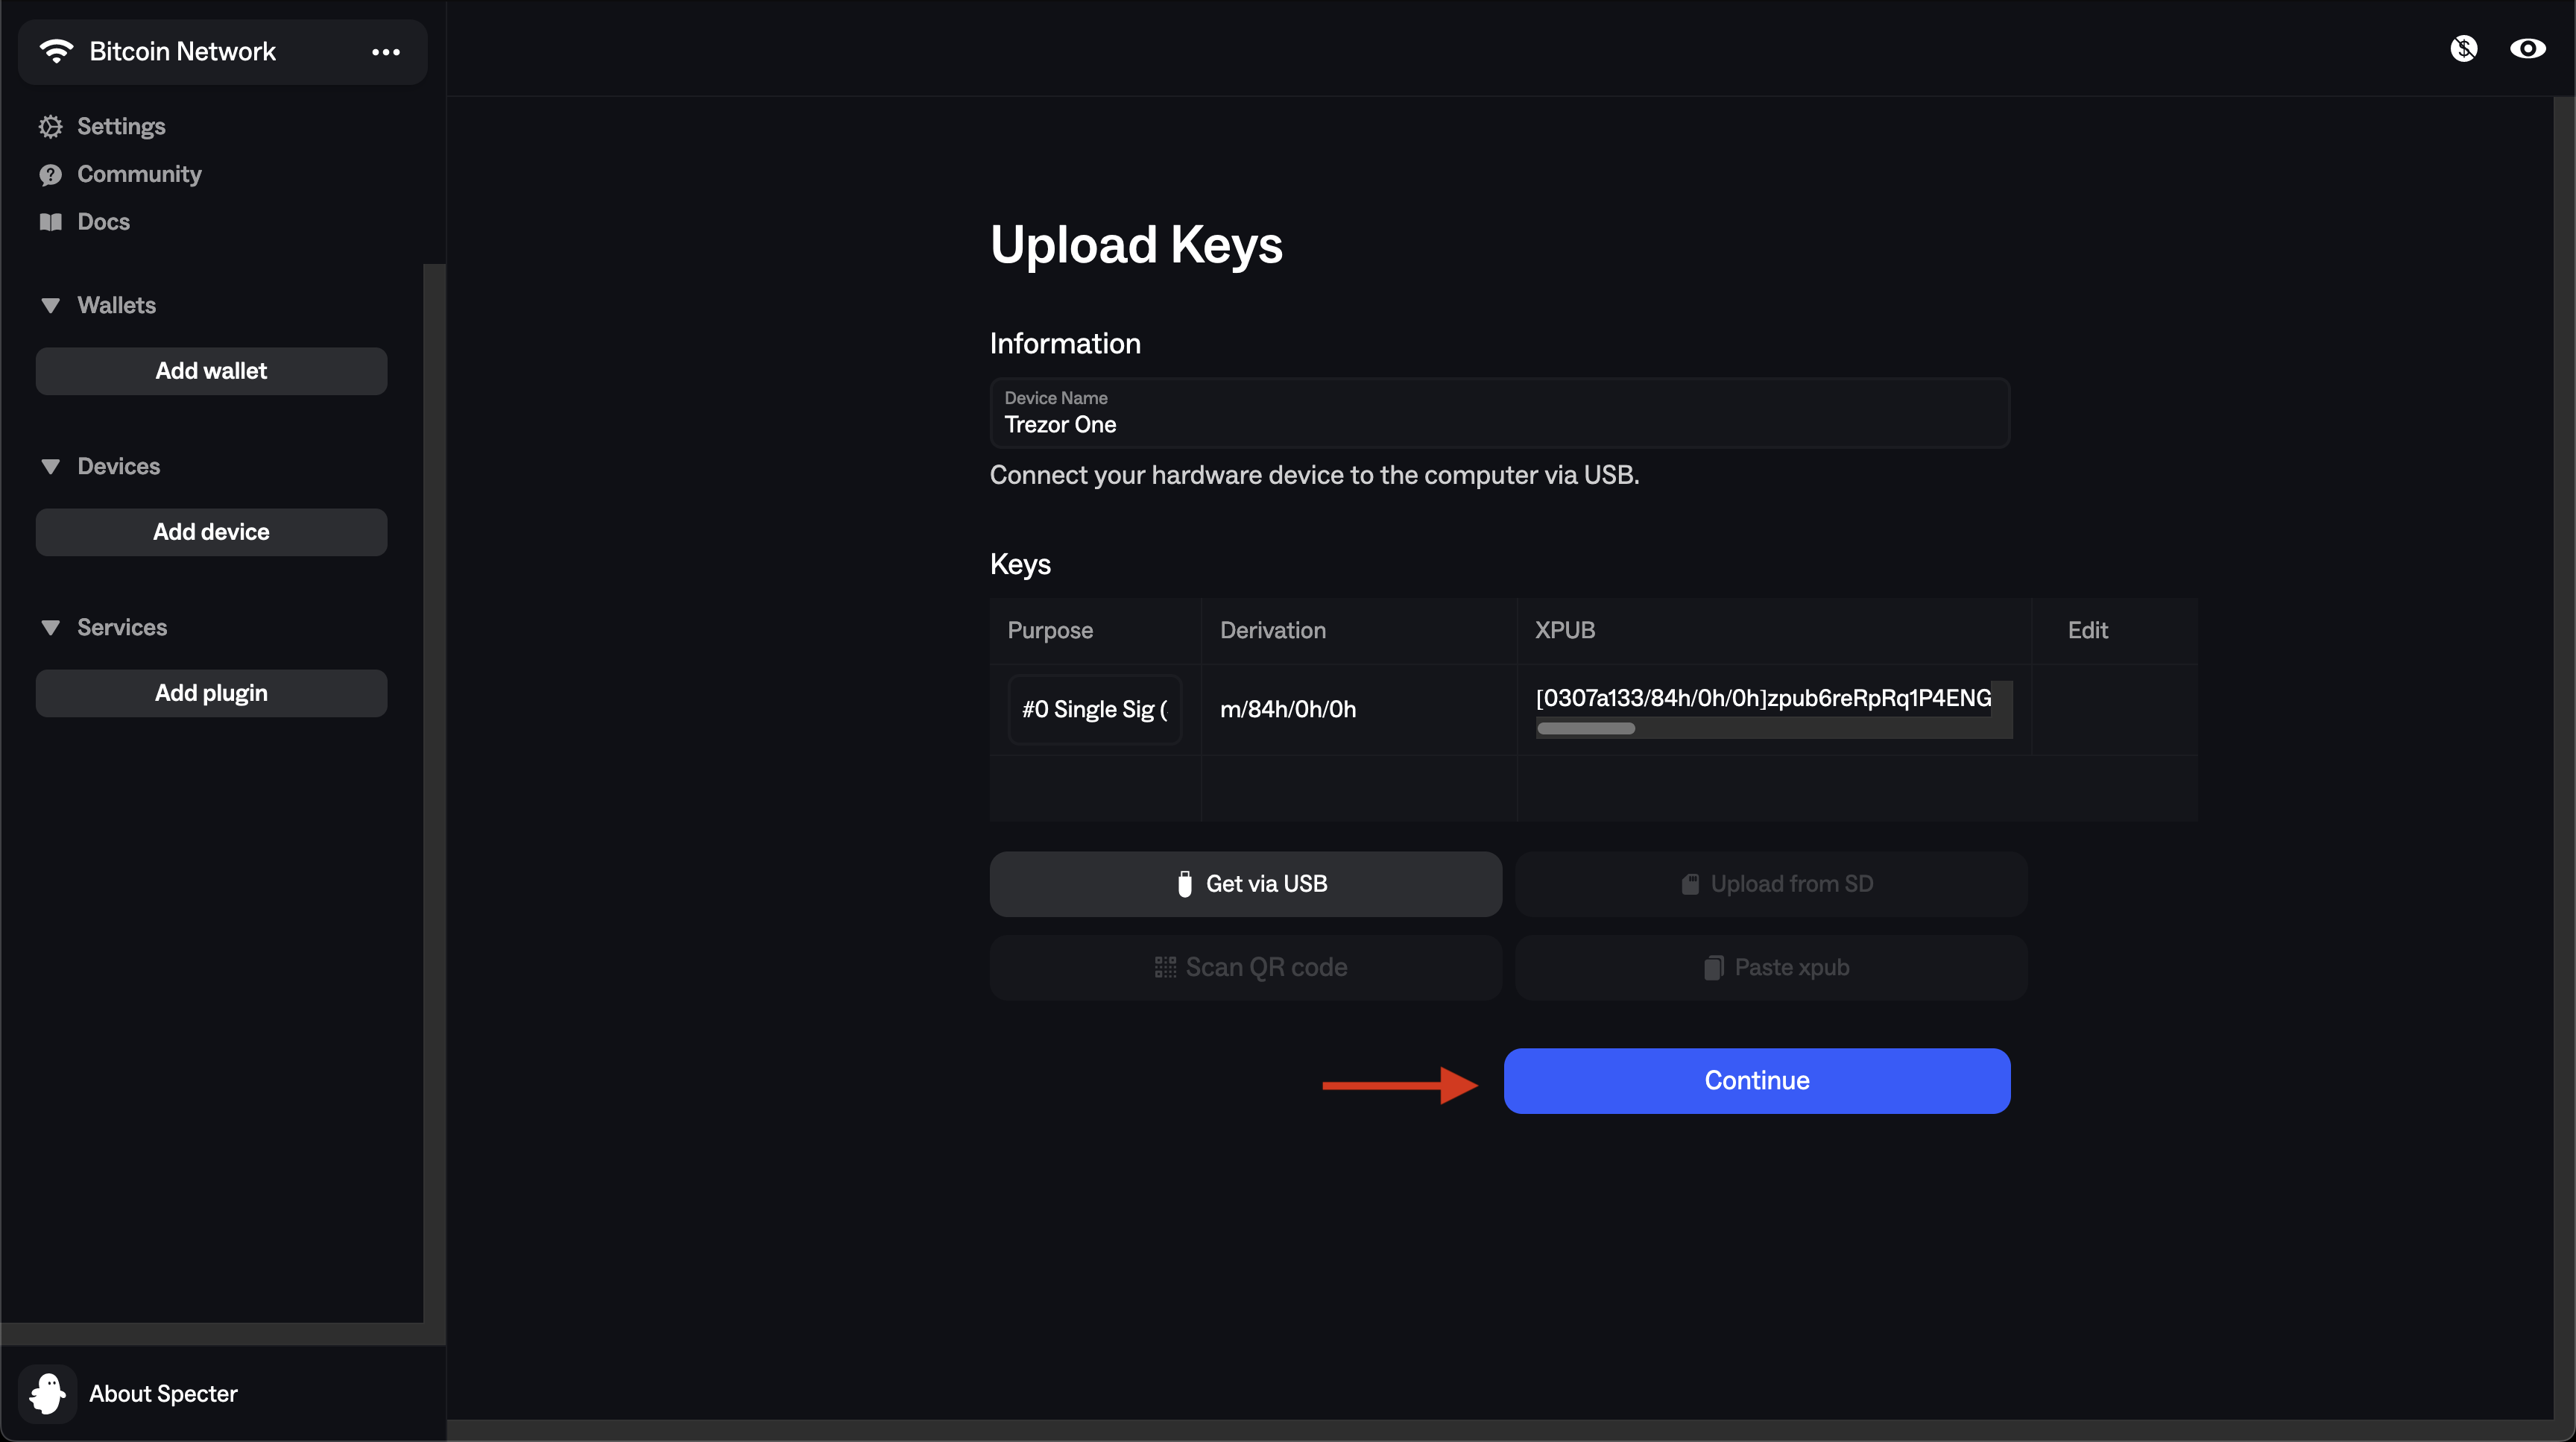 Bitcoin Network
Settings
Community
Docs
Wallets
Add wallet
Devices
Add device
Services
Add plugin
About Specter
Upload Keys
Information
Device Name
Trezor One
Connect your hardware device to the computer via USB.
Keys
Purpose Derivation XPUB Edit
#0 Single Sig ( m/84h/0h/0h [0307a133/84h/0h/0h]zpub6reRpRq1P4ENG
Get via USB Upload from SD
Scan QR code Paste xpub
Continue